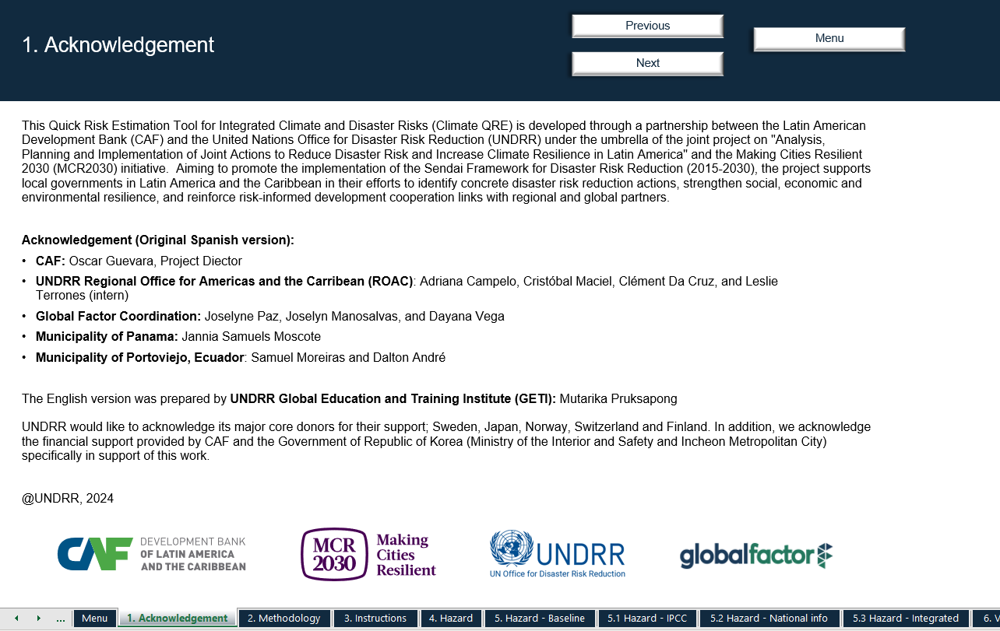 1. Acknowledgement
Previous
Next
Menu
This Quick Risk Estimation Tool for Integrated Climate and Disaster Risks (Climate QRE) is developed through a partnership between the Latin American
Development Bank (CAF) and the United Nations Office for Disaster Risk Reduction (UNDRR) under the umbrella of the joint project on "Analysis,
Planning and Implementation of Joint Actions to Reduce Disaster Risk and Increase Climate Resilience in Latin America" and the Making Cities Resilient
2030 (MCR2030) initiative.  Aiming to promote the implementation of the Sendai Framework for Disaster Risk Reduction (2015-2030), the project supports
local governments in Latin America and the Caribbean in their efforts to identify concrete disaster risk reduction actions, strengthen social, economic and
environmental resilience, and reinforce risk-informed development cooperation links with regional and global partners.
Acknowledgement (Original Spanish version):
• CAF: Oscar Guevara, Project Diector
• UNDRR Regional Office for Americas and the Carribean (ROAC): Adriana Campelo, Cristóbal Maciel, Clément Da Cruz, and Leslie
Terrones (intern)
• Global Factor Coordination: Joselyne Paz, Joselyn Manosalvas, and Dayana Vega
• Municipality of Panama: Jannia Samuels Moscote
• Municipality of Portoviejo, Ecuador: Samuel Moreiras and Dalton André
The English version was prepared by UNDRR Global Education and Training Institute (GETI): Mutarika Pruksapong
UNDRR would like to acknowledge its major core donors for their support; Sweden, Japan, Norway, Switzerland and Finland. In addition, we acknowledge
the financial support provided by CAF and the Government of Republic of Korea (Ministry of the Interior and Safety and Incheon Metropolitan City)
specifically in support of this work.
@UNDRR, 2024
CAF DEVELOPMENT BANK
OF LATIN AMERICA
AND THE CARIBBEAN
MCR
2030
Making
Cities
Resilient
UNDRR
UN Office for Disaster Risk Reduction
globalfactor
... Menu 1. Acknowledgement 2. Methodology 3. Instructions 4. Hazard 5. Hazard - Baseline 5.1 Hazard - IPCC 5.2 Hazard - National info 5.3 Hazard - Integrated 6.